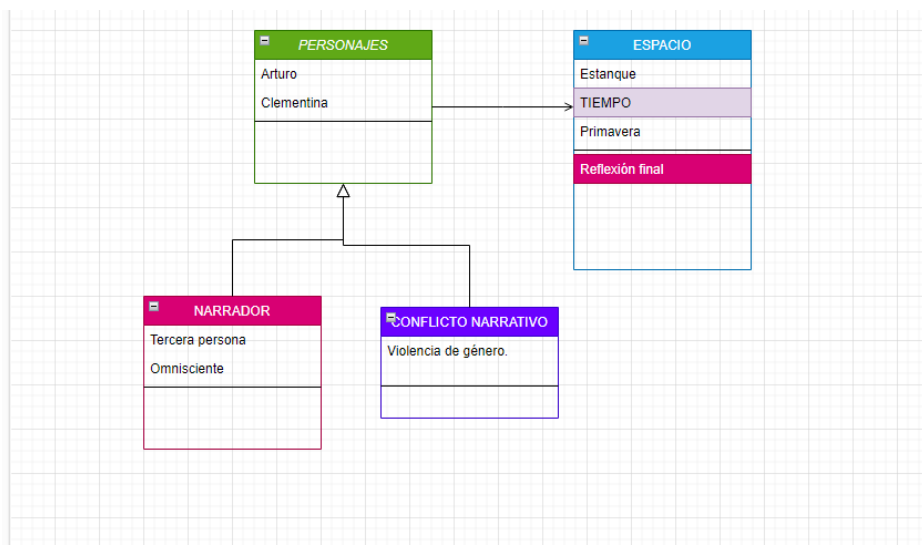 PERSONAJES
Arturo
Clementina
ESPACIO
Estanque
TIEMPO
Primavera
Reflexión final
NARRADOR
Tercera persona
Omnisciente
CONFLICTO NARRATIVO
Violencia de género.